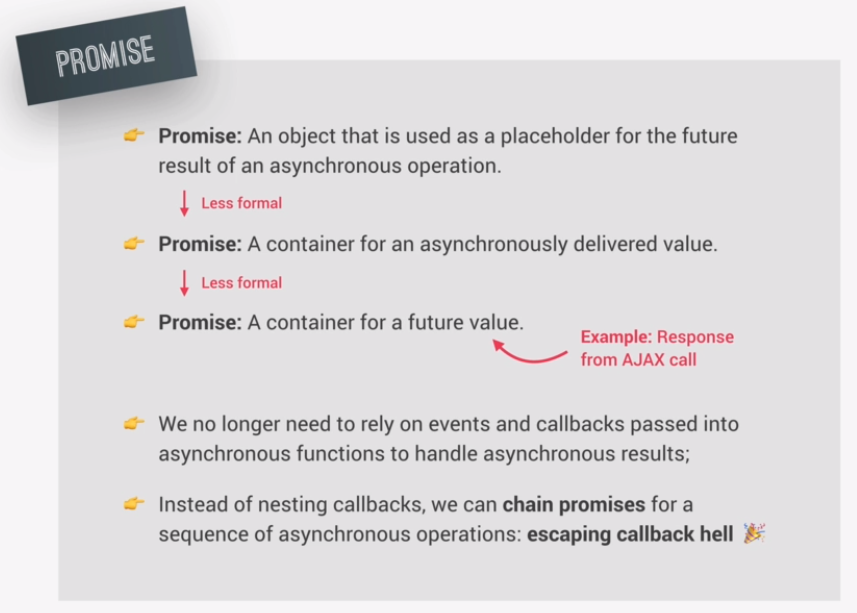 PROMISE
👉 Promise: An object that is used as a placeholder for the future
result of an asynchronous operation.
Less formal
👉 Promise: A container for an asynchronously delivered value.
Less formal
👉 Promise: A container for a future value.
Example: Response
from AJAX call
👉 We no longer need to rely on events and callbacks passed into
asynchronous functions to handle asynchronous results;
👉 Instead of nesting callbacks, we can chain promises for a
sequence of asynchronous operations: escaping callback hell 🎉